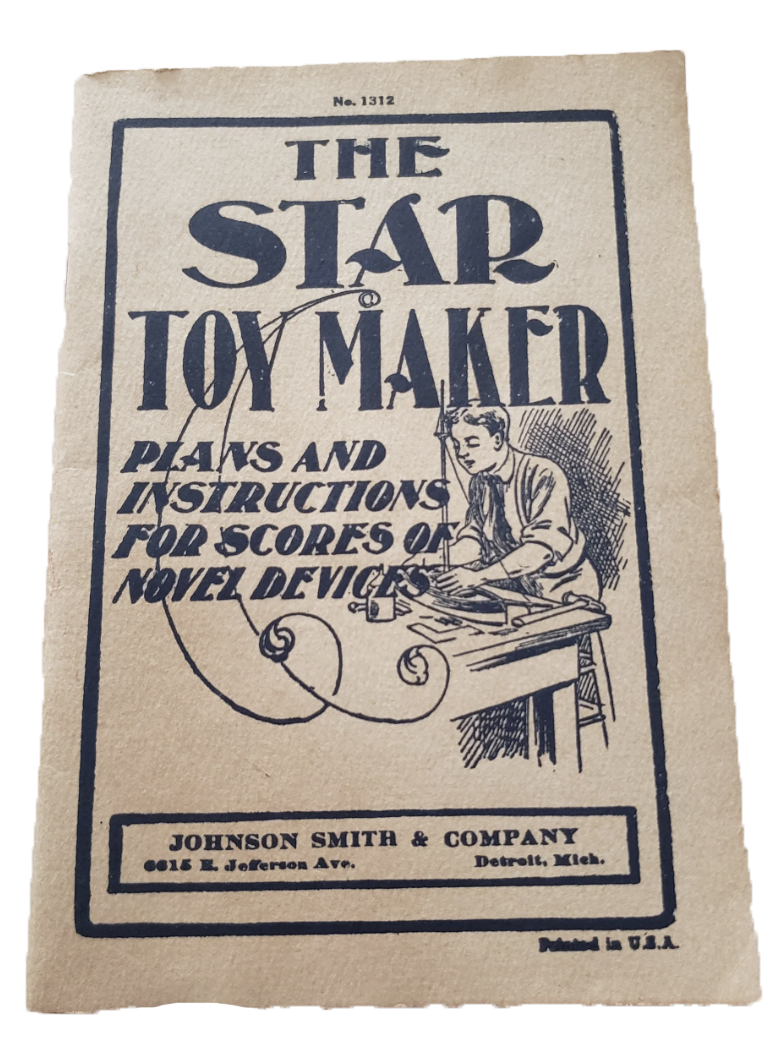 No. 1312
THE
STAR
TOY MAKER
PLANS AND
INSTRUCTIONS
FOR SCORES OF
NOVEL DEVICES
JOHNSON SMITH & COMPANY
6615 E. Jefferson Ave. Detroit, Mich.
Printed in U.S.A.